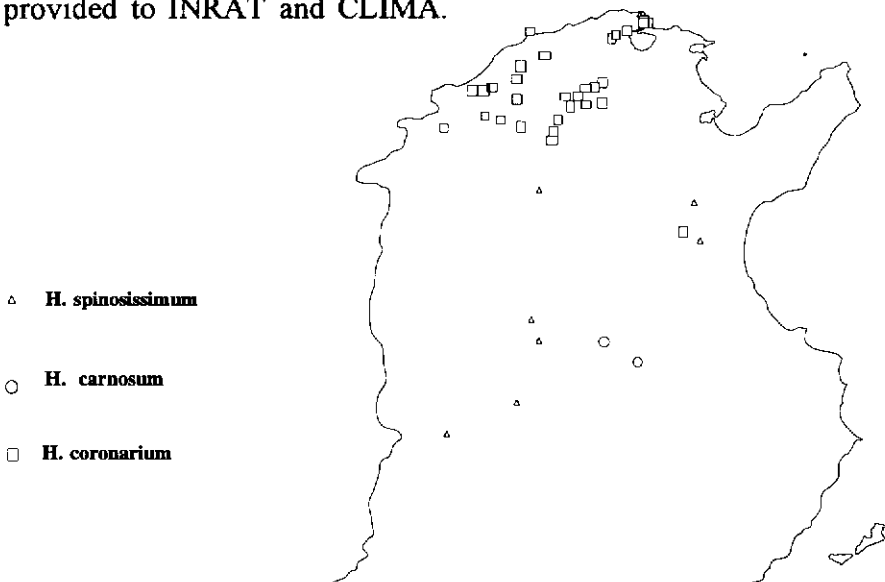 provided to INRAT and CLIMA.
H. spinosissimum
H. carnosum
H. coronarium